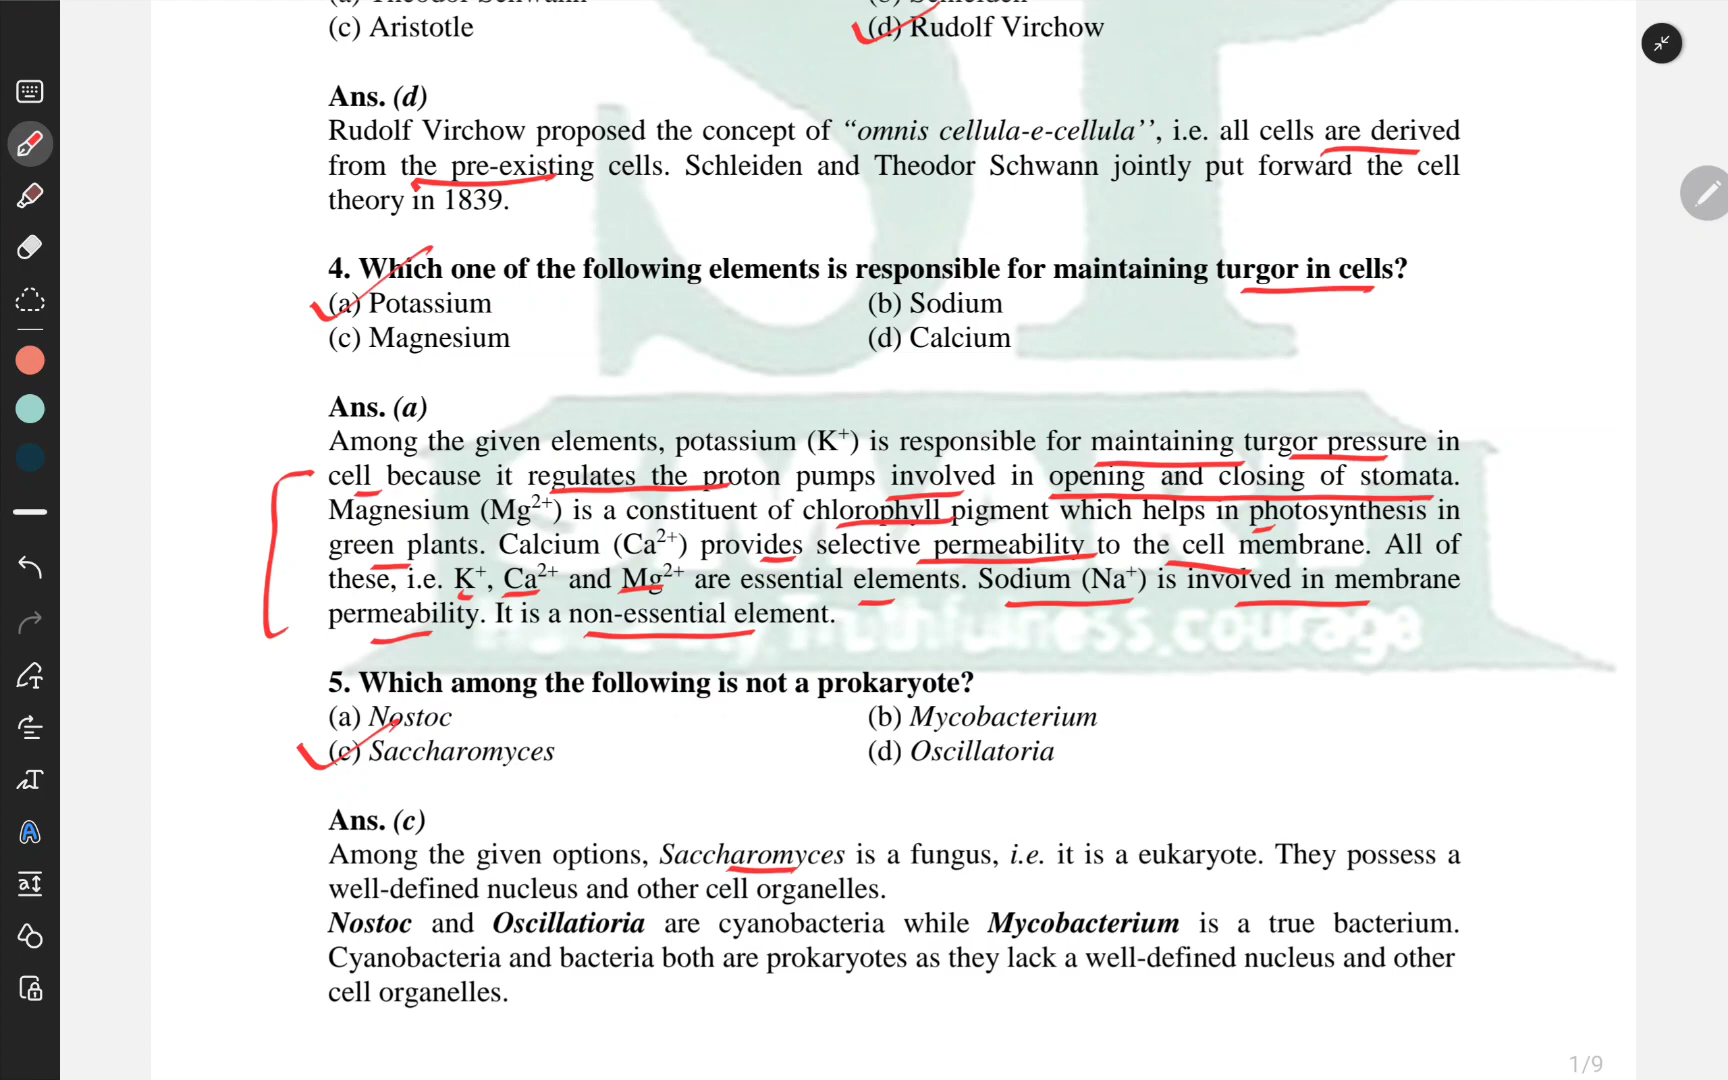 (c) Aristotle
(d) Rudolf Virchow
Ans. (d)
Rudolf Virchow proposed the concept of “omnis cellula-e-cellula’’, i.e. all cells are derived
from the pre-existing cells. Schleiden and Theodor Schwann jointly put forward the cell
theory in 1839.
4. Which one of the following elements is responsible for maintaining turgor in cells?
(a) Potassium
(b) Sodium
(c) Magnesium
(d) Calcium
Ans. (a)
Among the given elements, potassium (K⁺) is responsible for maintaining turgor pressure in
cell because it regulates the proton pumps involved in opening and closing of stomata.
Magnesium (Mg²⁺) is a constituent of chlorophyll pigment which helps in photosynthesis in
green plants. Calcium (Ca²⁺) provides selective permeability to the cell membrane. All of
these, i.e. K⁺, Ca²⁺ and Mg²⁺ are essential elements. Sodium (Na⁺) is involved in membrane
permeability. It is a non-essential element.
5. Which among the following is not a prokaryote?
(a) Nostoc
(b) Mycobacterium
(c) Saccharomyces
(d) Oscillatoria
Ans. (c)
Among the given options, Saccharomyces is a fungus, i.e. it is a eukaryote. They possess a
well-defined nucleus and other cell organelles.
Nostoc and Oscillatioria are cyanobacteria while Mycobacterium is a true bacterium.
Cyanobacteria and bacteria both are prokaryotes as they lack a well-defined nucleus and other
cell organelles.
1/9